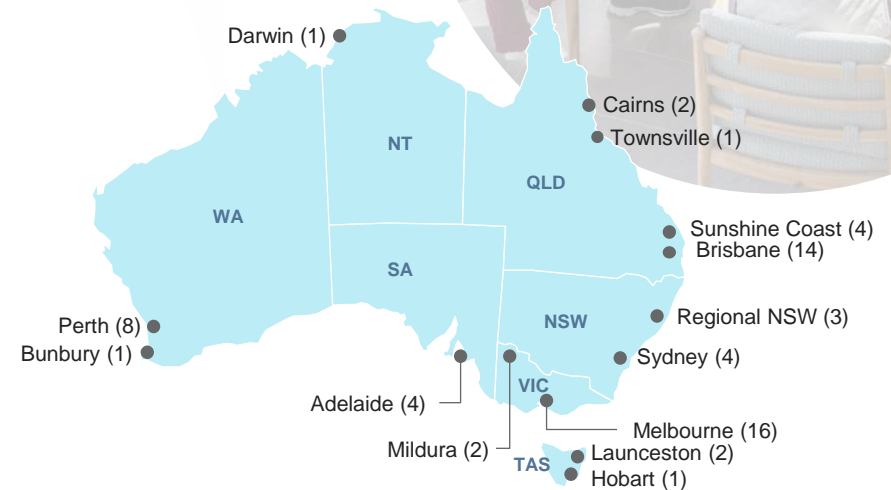 Darwin (1)
Cairns (2)
Townsville (1)
NT
QLD
WA
Sunshine Coast (4)
Brisbane (14)
SA
Perth (8)
Bunbury (1)
NSW
Regional NSW (3)
Sydney (4)
VIC
Adelaide (4)
Mildura (2)
Melbourne (16)
TAS
Launceston (2)
Hobart (1)